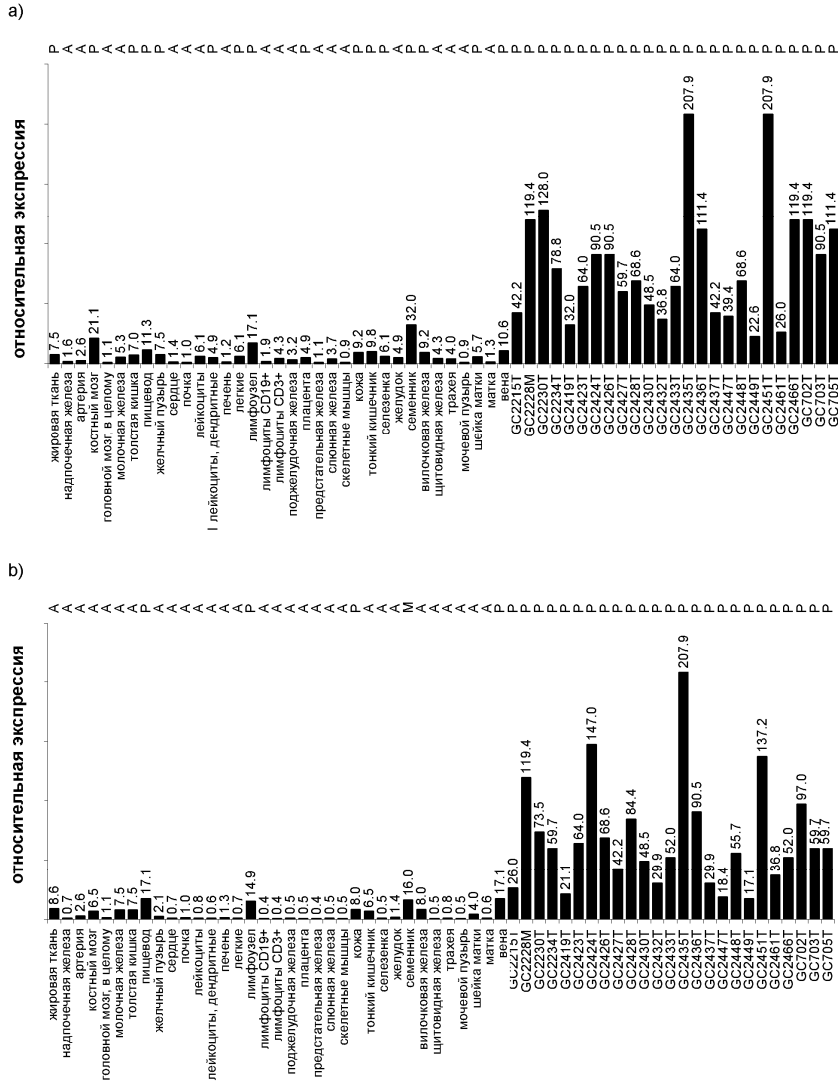 a)
P A A P A A A P P A A A P A P P A A A A A A A P P P A P P A A A P A P P P P P P P P P P P P P P P P P P P P P P P P P P
относительная экспрессия
7.5 1.6 2.6 21.1 1.1 5.3 7.0 11.3 7.5 1.4 1.0 6.1 4.9 1.2 6.1 17.1 1.9 4.3 3.2 4.9 1.1 3.7 0.9 9.2 9.8 6.1 4.9 32.0 9.2 4.3 4.0 0.9 5.7 1.3 10.6 42.2 119.4 128.0 78.8 32.0 64.0 90.5 90.5 59.7 68.6 48.5 36.8 64.0 207.9 111.4 42.2 39.4 68.6 22.6 207.9 26.0 119.4 119.4 90.5 111.4
жировая ткань
надпочечная железа
артерия
костный мозг
головной мозг, в целому
молочная железа
толстая кишка
пищевод
желчный пузырь
сердце
почка
лейкоциты
l лейкоциты, дендритные
печень
легкие
лимфоузел
лимфоциты CD19+
лимфоциты CD3+
поджелудочная железа
плацента
предстательная железа
слюнная железа
скелетные мышцы
кожа
тонкий кишечник
селезенка
желудок
семенник
вилочковая железа
щитовидная железа
трахея
мочевой пузырь
шейка матки
матка
вена
GC2215T
GC2228M
GC2230T
GC2234T
GC2419T
GC2423T
GC2424T
GC2426T
GC2427T
GC2428T
GC2430T
GC2432T
GC2433T
GC2435T
GC2436T
GC2437T
GC2447T
GC2448T
GC2449T
GC2451T
GC2461T
GC2466T
GC702T
GC703T
GC705T
b)
A A A A A A A P A A A A A A A P A A A A A A A P A A A M A A A A A A P P P P P P P P P P P P P P P P P P P P P P P P P P
относительная экспрессия
8.6 0.7 2.6 6.5 1.1 7.5 7.5 17.1 2.1 0.7 1.0 0.8 0.6 1.3 0.7 14.9 0.4 0.4 0.5 0.5 0.4 0.5 0.5 8.0 6.5 0.5 1.4 16.0 8.0 0.5 0.8 0.5 4.0 0.6 17.1 26.0 119.4 73.5 59.7 21.1 64.0 147.0 68.6 42.2 84.4 48.5 29.9 52.0 207.9 90.5 29.9 18.4 55.7 17.1 137.2 36.8 52.0 97.0 59.7 59.7
жировая ткань
надпочечная железа
артерия
костный мозг
головной мозг, в целому
молочная железа
толстая кишка
пищевод
желчный пузырь
сердце
почка
лейкоциты
лейкоциты, дендритные
печень
легкие
лимфоузел
лимфоциты CD19+
лимфоциты CD3+
поджелудочная железа
плацента
предстательная железа
слюнная железа
скелетные мышцы
кожа
тонкий кишечник
селезенка
желудок
семенник
вилочковая железа
щитовидная железа
трахея
мочевой пузырь
шейка матки
матка
вена
GC2215T
GC2228M
GC2230T
GC2234T
GC2419T
GC2423T
GC2424T
GC2426T
GC2427T
GC2428T
GC2430T
GC2432T
GC2433T
GC2435T
GC2436T
GC2437T
GC2447T
GC2448T
GC2449T
GC2451T
GC2461T
GC2466T
GC702T
GC703T
GC705T